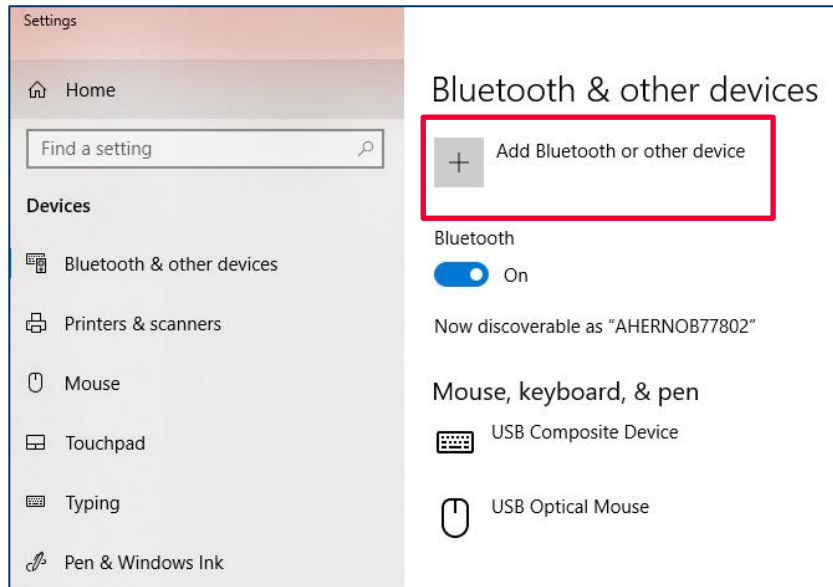 Settings
Home
Find a setting
Devices
Bluetooth & other devices
Printers & scanners
Mouse
Touchpad
Typing
Pen & Windows Ink
Bluetooth & other devices
Add Bluetooth or other device
Bluetooth
On
Now discoverable as “AHERNOB77802”
Mouse, keyboard, & pen
USB Composite Device
USB Optical Mouse